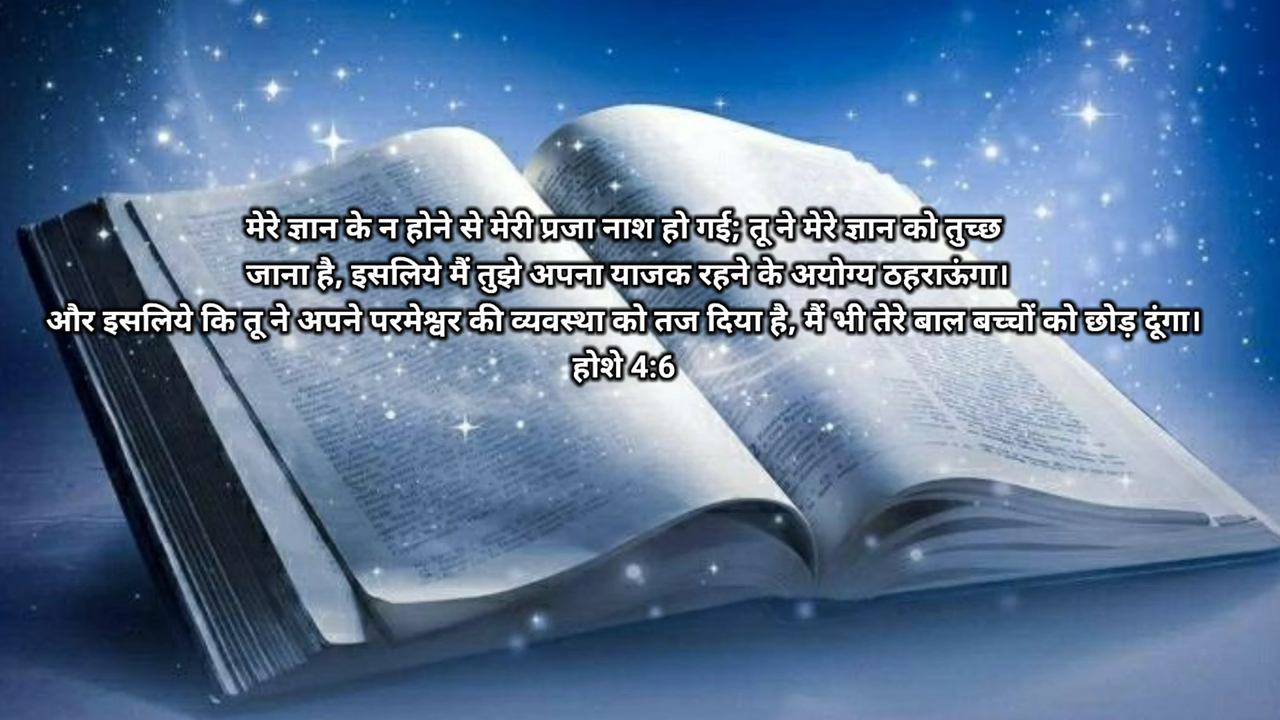 मेरे ज्ञान के न होने से मेरी प्रजा नाश हो गई; तू ने मेरे ज्ञान को तुच्छ
जाना है, इसलिये मैं तुझे अपना याजक रहने के अयोग्य ठहराऊंगा।
और इसलिये कि तू ने अपने परमेश्वर की व्यवस्था को तज दिया है, मैं भी तेरे बाल बच्चों को छोड़ दूंगा।
होशे 4:6